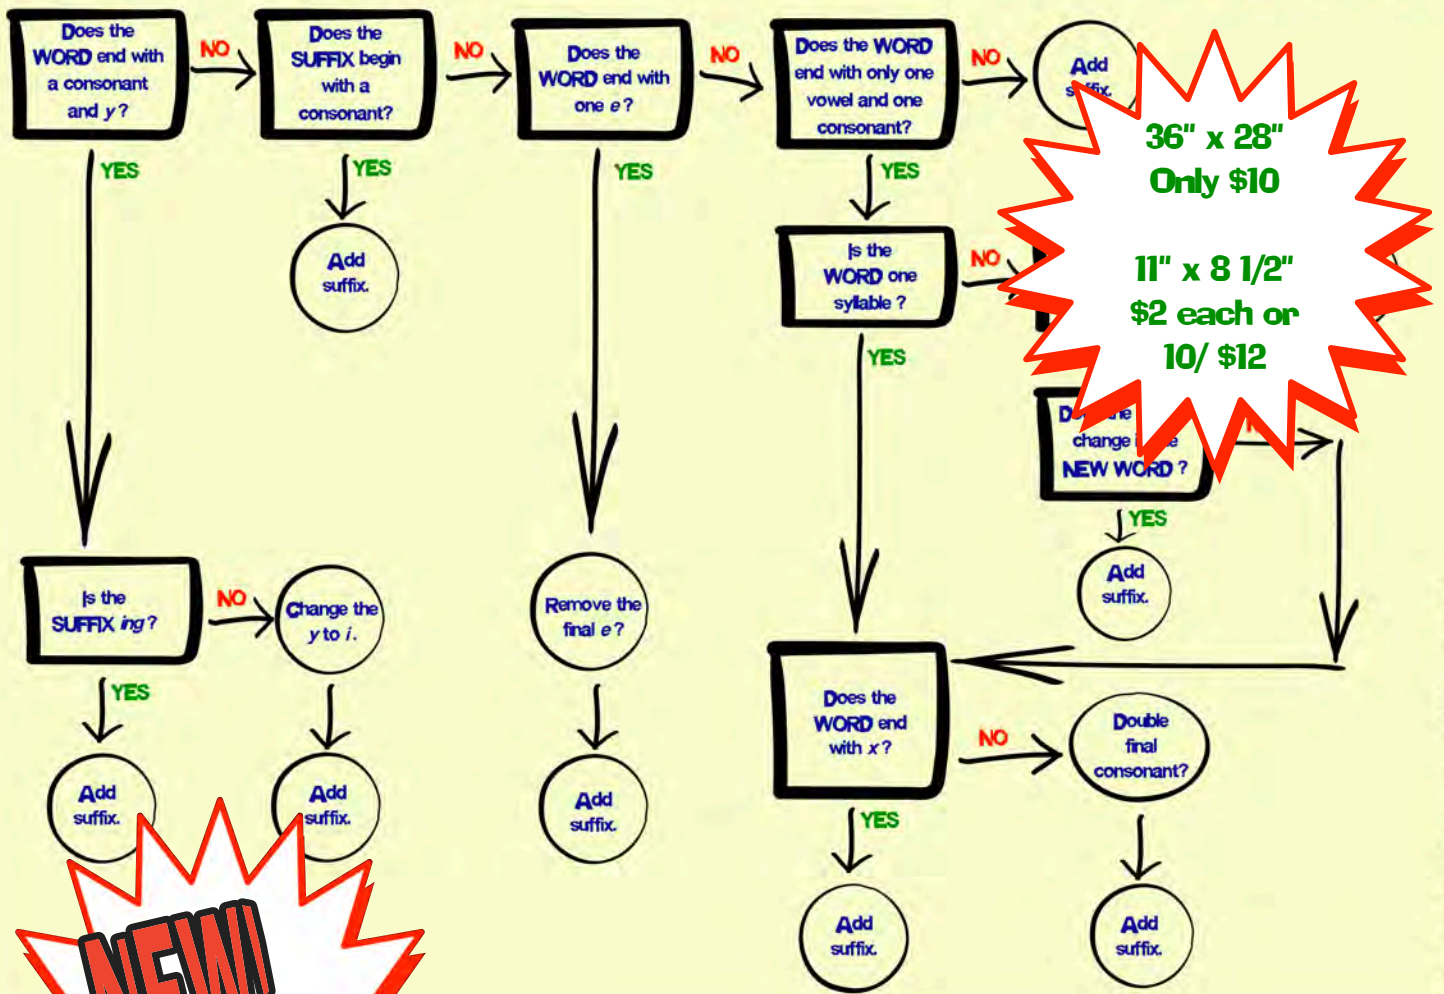 Does the
WORD end with
a consonant
and y?
NO
YES
Does the
SUFFIX begin
with a
consonant?
NO
YES
Add
suffix.
Does the
WORD end with
one e?
NO
YES
Does the WORD
end with only one
vowel and one
consonant?
NO
YES
Add
suffix.
36" x 28"
Only $10
11" x 8 1/2"
$2 each or
10/ $12
Is the
WORD one
syllable?
NO
YES
change
NEW WORD?
YES
Add
suffix.
Is the
SUFFIX ing?
NO
YES
Change the
y to i.
Add
suffix.
Add
suffix.
Remove the
final e?
Add
suffix.
Does the
WORD end
with x?
NO
YES
Double
final
consonant?
Add
suffix.
Add
suffix.
NEW!